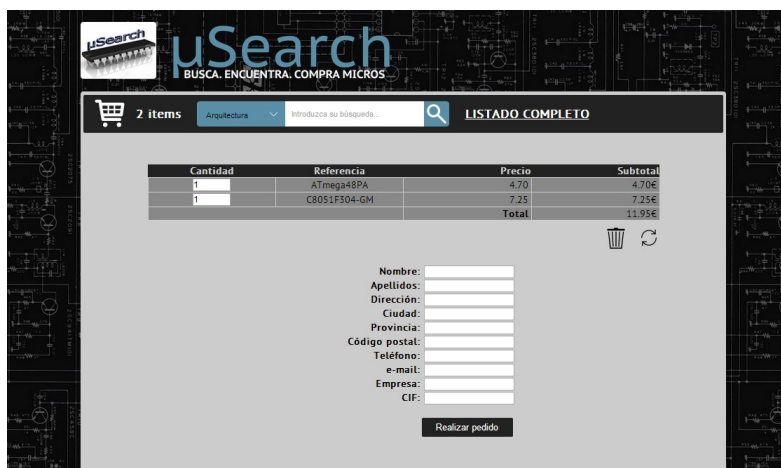 µSearch
µSearch
BUSCA. ENCUENTRA. COMPRA MICROS
2 items Arquitectura Introduzca su búsqueda... LISTADO COMPLETO
Cantidad Referencia Precio Subtotal
1 ATmega48PA 4.70 4.70€
1 C8051F304-GM 7.25 7.25€
Total 11.95€
Nombre:
Apellidos:
Dirección:
Ciudad:
Provincia:
Código postal:
Teléfono:
e-mail:
Empresa:
CIF:
Realizar pedido